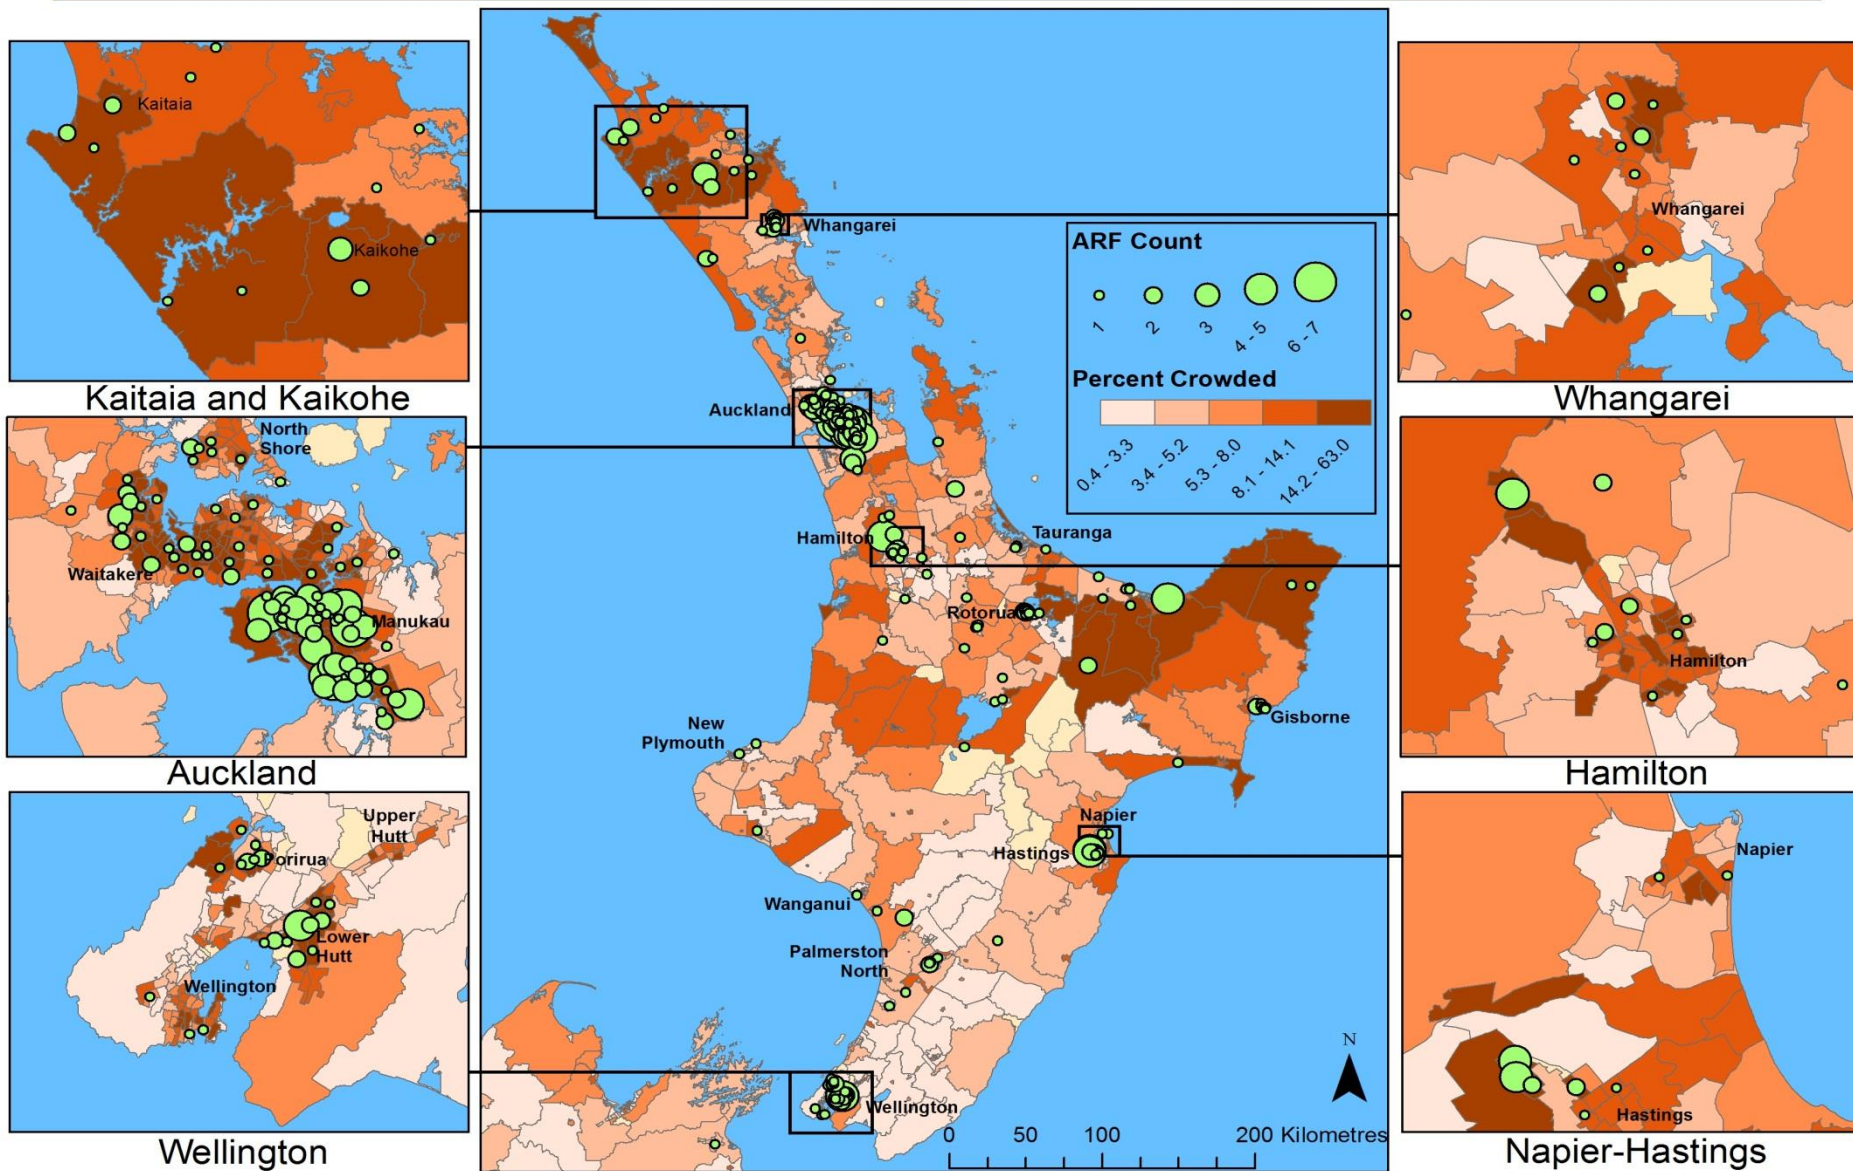 Kaitaia
Kaikohe
Kaitaia and Kaikohe
North
Shore
Waitakere
Manukau
Auckland
Upper
Hutt
Porirua
Lower
Hutt
Wellington
Wellington
Whangarei
Auckland
Hamilton
Tauranga
Rotorua
Gisborne
New
Plymouth
Napier
Hastings
Wanganui
Palmerston
North
Wellington
ARF Count
1
2
3
4 - 5
6 - 7
Percent Crowded
0.4 - 3.3
3.4 - 5.2
5.3 - 8.0
8.1 - 14.1
14.2 - 63.0
N
0 50 100 200 Kilometres
Whangarei
Whangarei
Hamilton
Hamilton
Napier
Hastings
Napier-Hastings